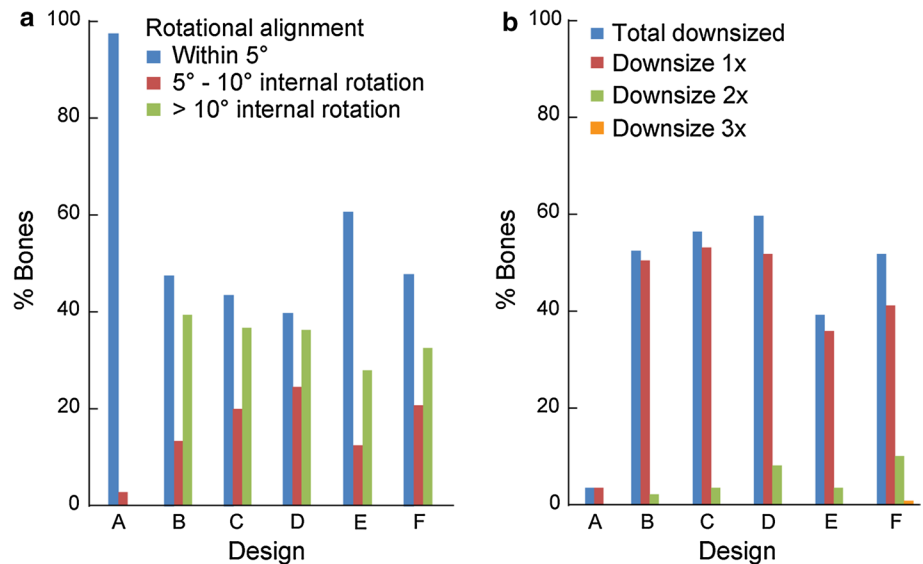 a
Rotational alignment
Within 5°
5° - 10° internal rotation
> 10° internal rotation
% Bones
100
80
60
40
20
0
A B C D E F
Design
b
Total downsized
Downsize 1x
Downsize 2x
Downsize 3x
% Bones
100
80
60
40
20
0
A B C D E F
Design